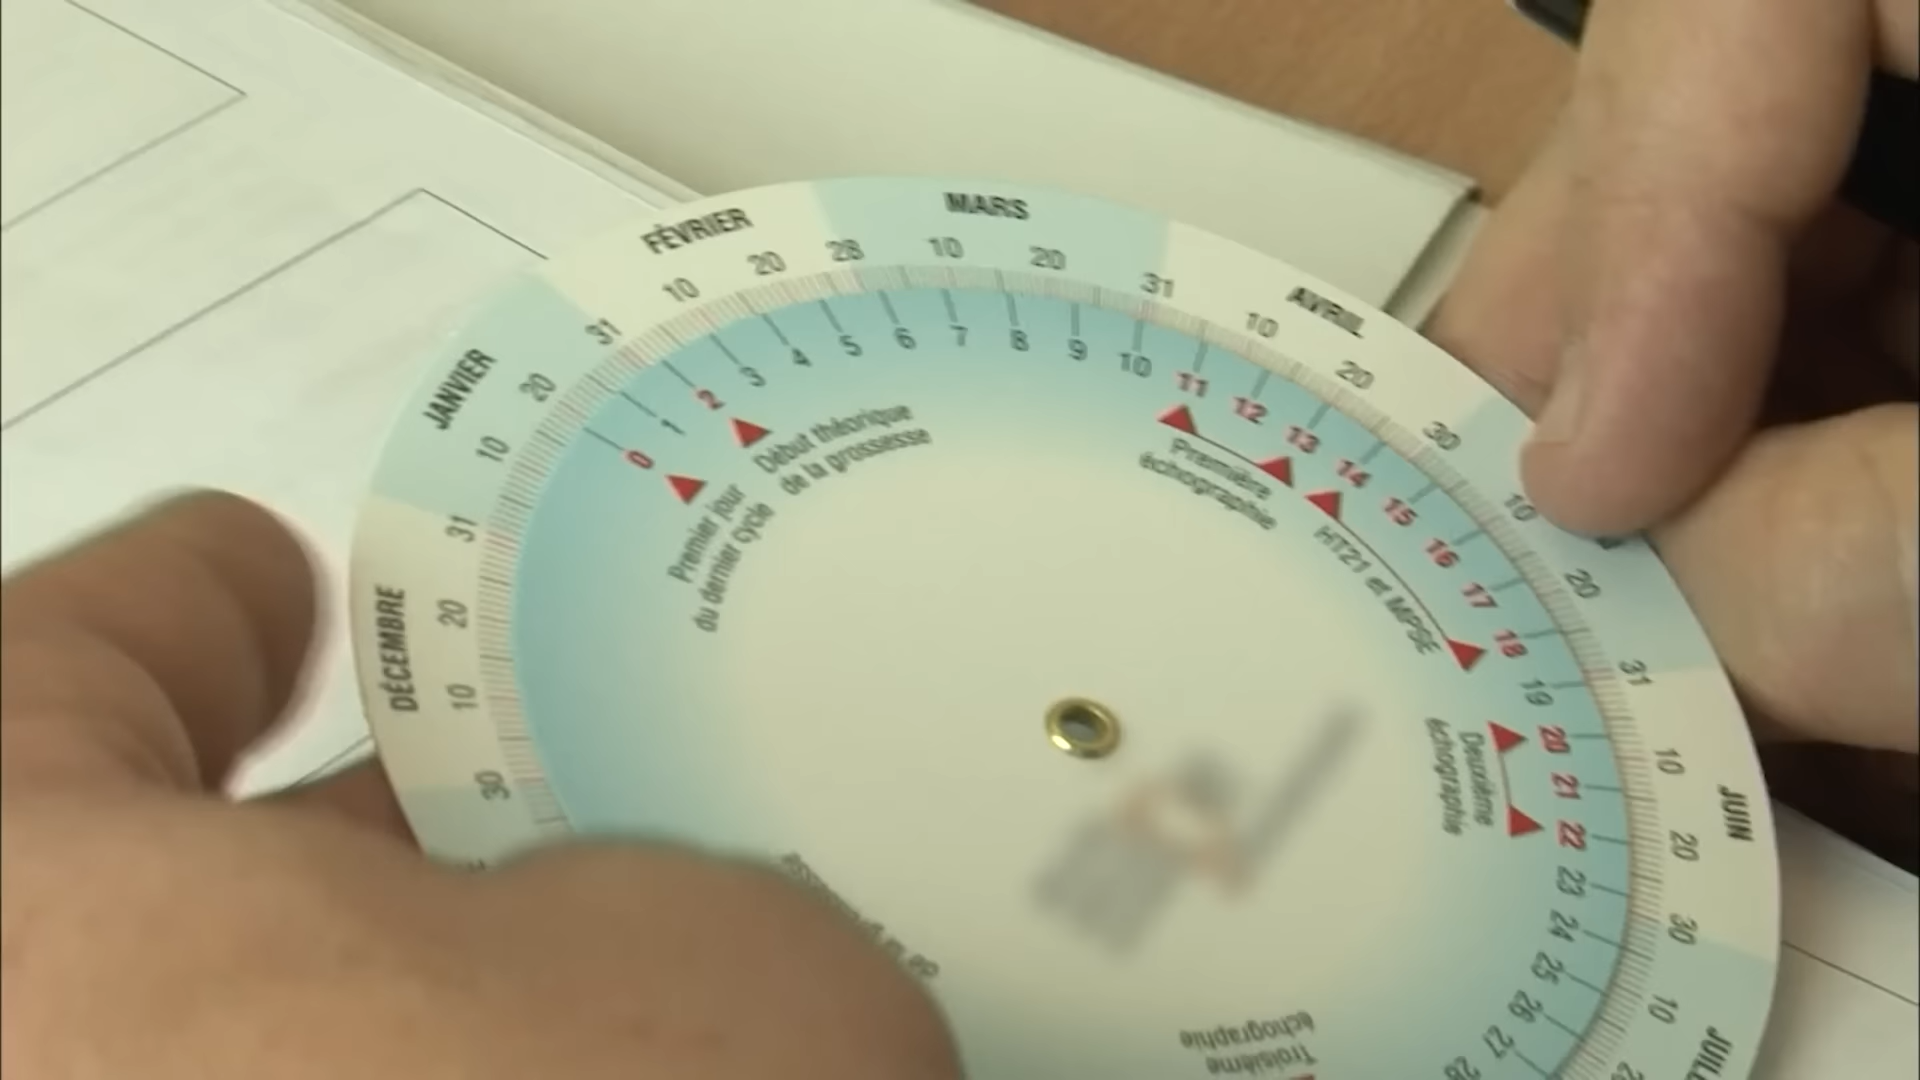 DÉCEMBRE
30 10 20 31
JANVIER
10 20 31
FÉVRIER
10 20 28
MARS
10 20 31
AVRIL
10 20 30
10 20 31
JUIN
10 20 30
10
0 1 2 3 4 5 6 7 8 9 10 11 12 13 14 15 16 17 18 19 20 21 22 23 24 25 26 27 28
Premier jour
du dernier cycle
Début théorique
de la grossesse
Première
échographie
HT21 et MPSE
Deuxième
échographie
Troisième
échographie